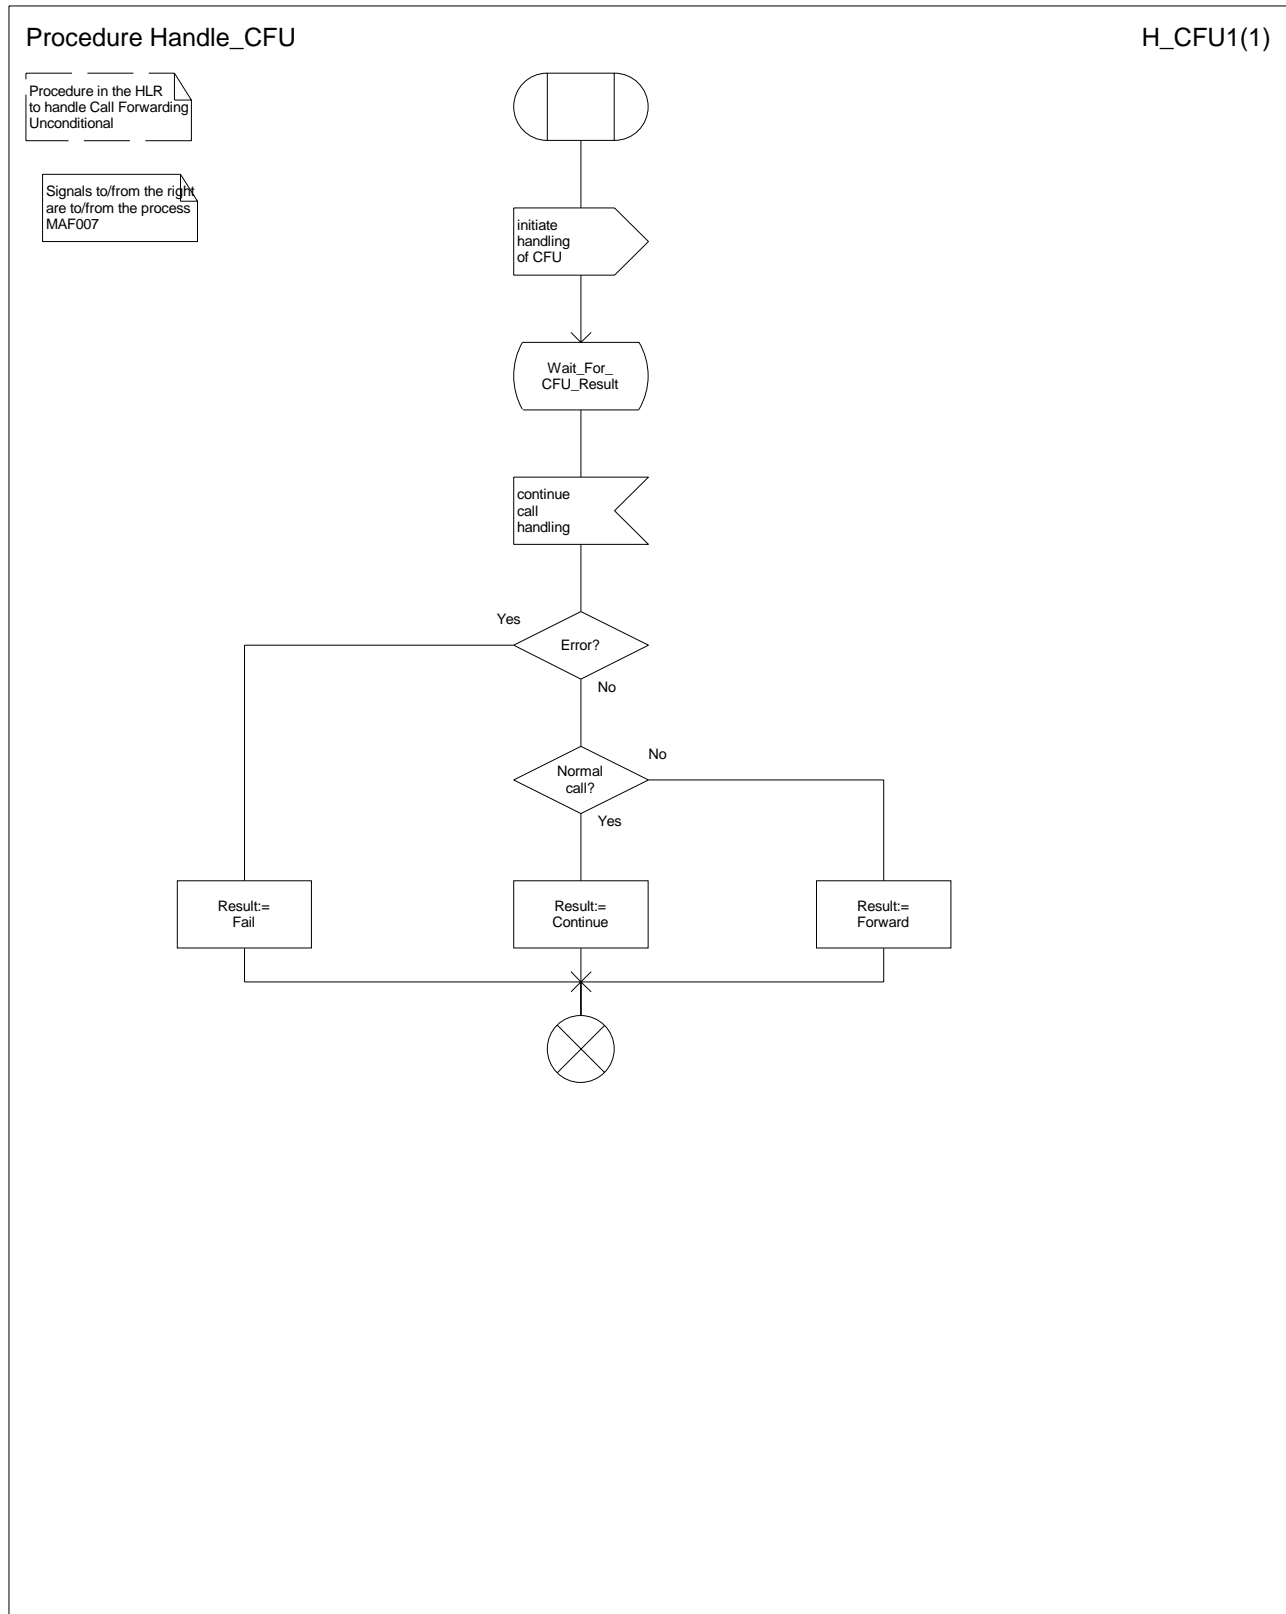 Procedure Handle_CFU
H_CFU1(1)
Procedure in the HLR
to handle Call Forwarding
Unconditional
Signals to/from the right
are to/from the process
MAF007
initiate
handling
of CFU
Wait_For_
CFU_Result
continue
call
handling
Yes
Error?
No
No
Normal
call?
Yes
Result:=
Fail
Result:=
Continue
Result:=
Forward